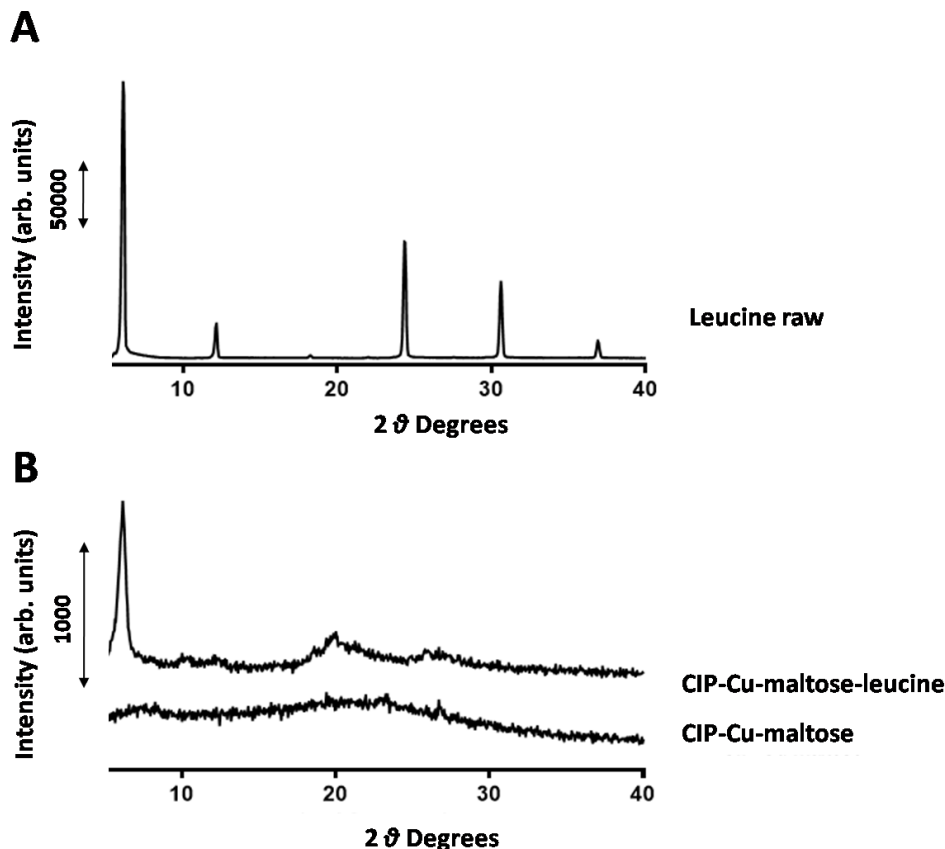 A
Intensity (arb. units)
50000
Leucine raw
10 20 30 40
2 ϑ Degrees
B
Intensity (arb. units)
1000
CIP-Cu-maltose-leucine
CIP-Cu-maltose
10 20 30 40
2 ϑ Degrees